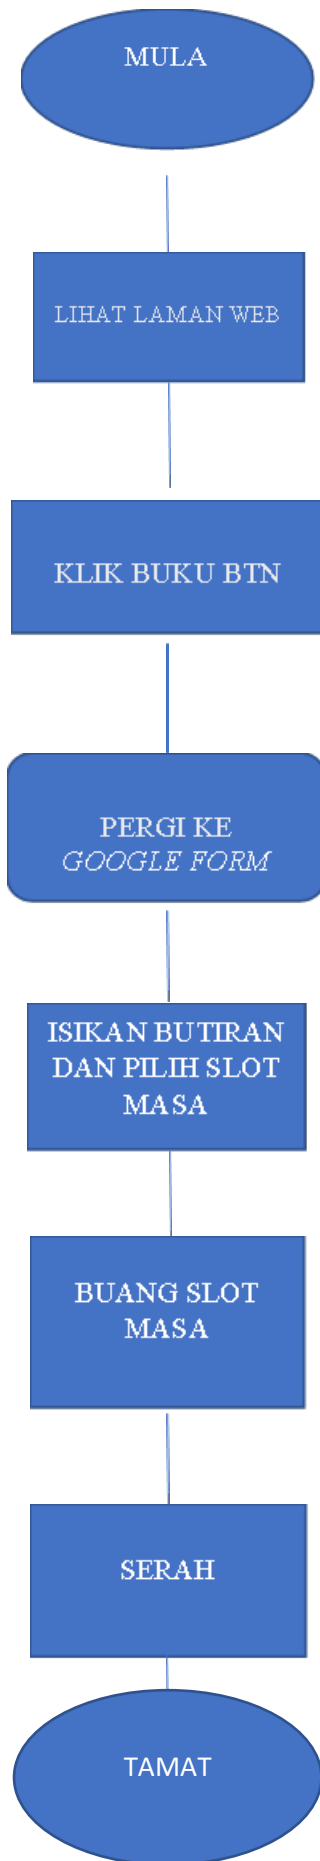 MULA
LIHAT LAMAN WEB
KLIK BUKU BTN
PERGI KE
GOOGLE FORM
ISIKAN BUTIRAN
DAN PILIH SLOT
MASA
BUANG SLOT
MASA
SERAH
TAMAT